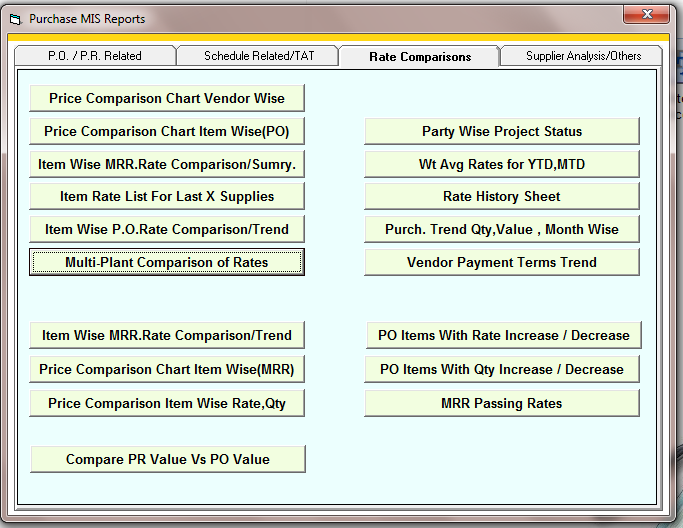 Purchase MIS Reports
P.O. / P.R. Related
Schedule Related/TAT
Rate Comparisons
Supplier Analysis/Others
Price Comparison Chart Vendor Wise
Price Comparison Chart Item Wise(PO)
Item Wise MRR.Rate Comparison/Sumry.
Item Rate List For Last X Supplies
Item Wise P.O.Rate Comparison/Trend
Multi-Plant Comparison of Rates
Item Wise MRR.Rate Comparison/Trend
Price Comparison Chart Item Wise(MRR)
Price Comparison Item Wise Rate,Qty
Compare PR Value Vs PO Value
Party Wise Project Status
Wt Avg Rates for YTD,MTD
Rate History Sheet
Purch. Trend Qty,Value , Month Wise
Vendor Payment Terms Trend
PO Items With Rate Increase / Decrease
PO Items With Qty Increase / Decrease
MRR Passing Rates